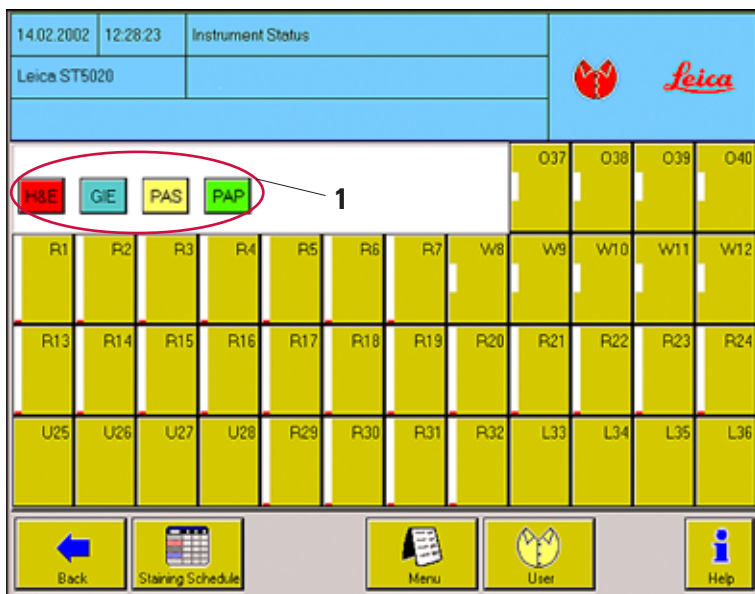 14.02.2002 12:28:23 Instrument Status
Leica ST5020
Leica
O37 O38 O39 O40
H&E GIE PAS PAP 1
R1 R2 R3 R4 R5 R6 R7 W8 W9 W10 W11 W12
R13 R14 R15 R16 R17 R18 R19 R20 R21 R22 R23 R24
U25 U26 U27 U28 R29 R30 R31 R32 L33 L34 L35 L36
Back Staining Schedule Menu User Help